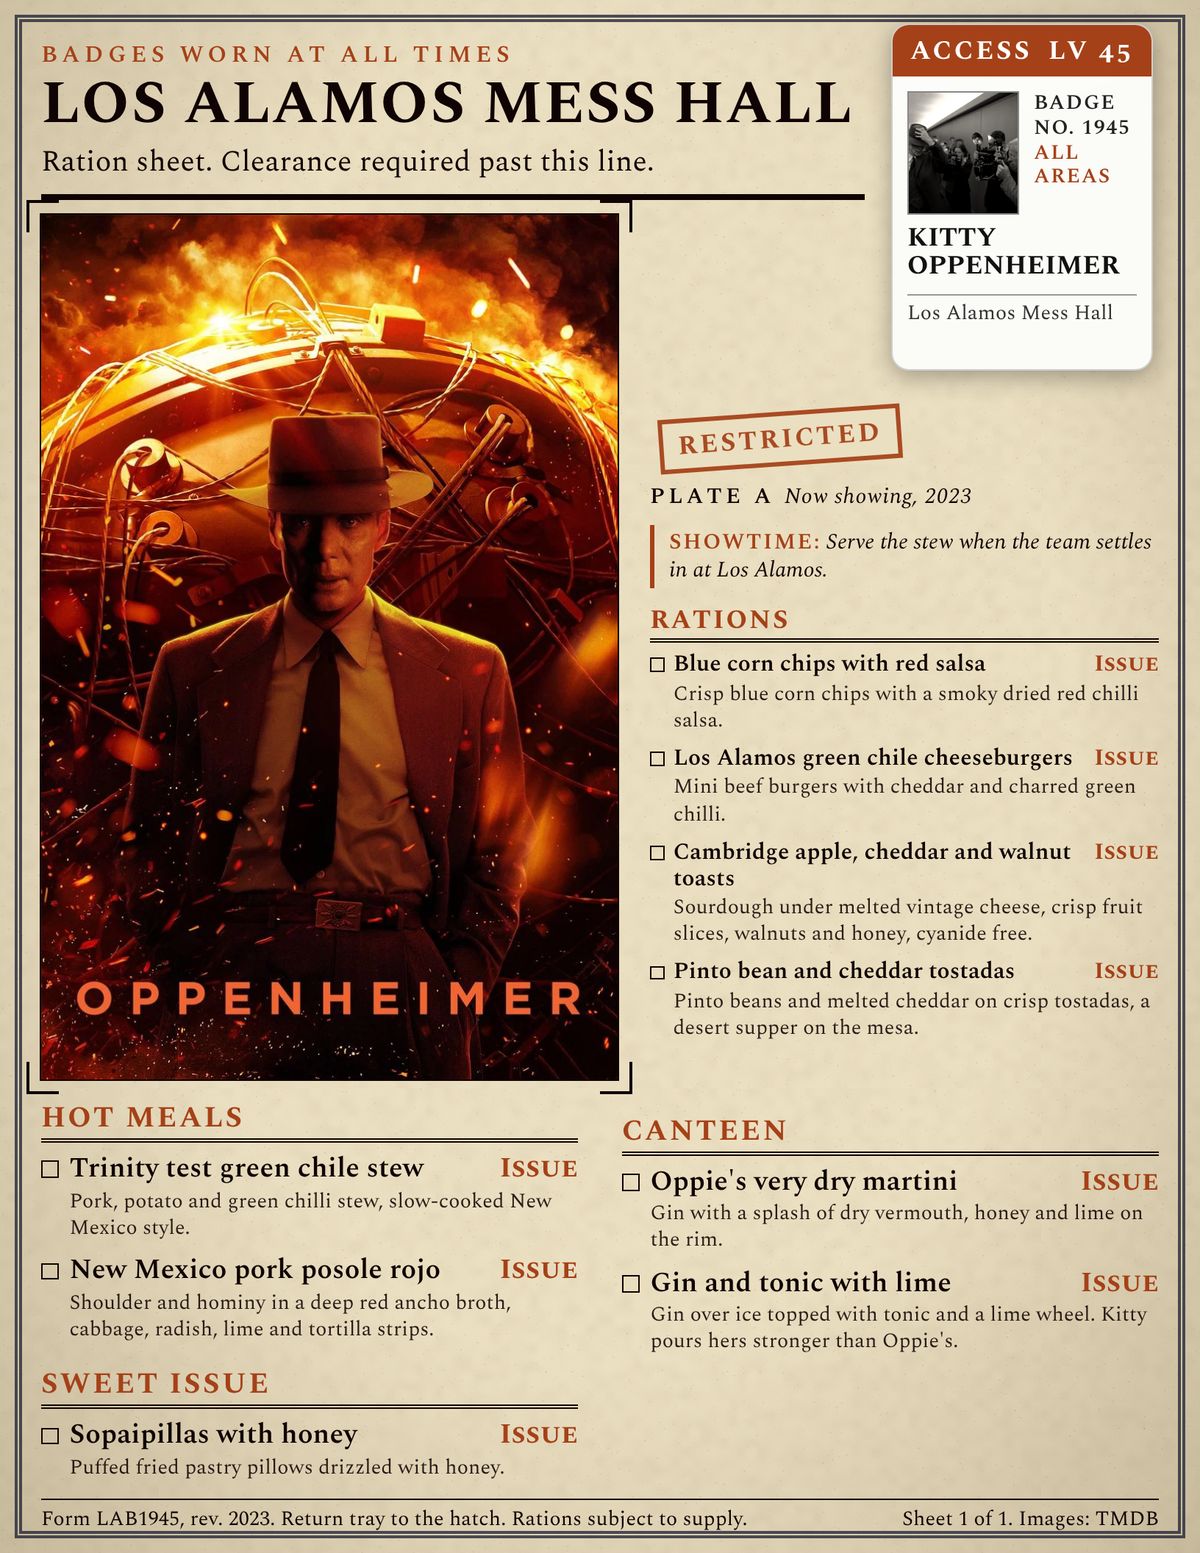 BADGES WORN AT ALL TIMES
LOS ALAMOS MESS HALL
Ration sheet. Clearance required past this line.
ACCESS LV 45
BADGE
NO. 1945
ALL
AREAS
KITTY
OPPENHEIMER
Los Alamos Mess Hall
OPPENHEIMER
RESTRICTED
PLATE A Now showing, 2023
SHOWTIME: Serve the stew when the team settles
in at Los Alamos.
RATIONS
Blue corn chips with red salsa ISSUE
Crisp blue corn chips with a smoky dried red chilli
salsa.
Los Alamos green chile cheeseburgers ISSUE
Mini beef burgers with cheddar and charred green
chilli.
Cambridge apple, cheddar and walnut ISSUE
toasts
Sourdough under melted vintage cheese, crisp fruit
slices, walnuts and honey, cyanide free.
Pinto bean and cheddar tostadas ISSUE
Pinto beans and melted cheddar on crisp tostadas, a
desert supper on the mesa.
HOT MEALS
Trinity test green chile stew ISSUE
Pork, potato and green chilli stew, slow-cooked New
Mexico style.
New Mexico pork posole rojo ISSUE
Shoulder and hominy in a deep red ancho broth,
cabbage, radish, lime and tortilla strips.
SWEET ISSUE
Sopaipillas with honey ISSUE
Puffed fried pastry pillows drizzled with honey.
CANTEEN
Oppie's very dry martini ISSUE
Gin with a splash of dry vermouth, honey and lime on
the rim.
Gin and tonic with lime ISSUE
Gin over ice topped with tonic and a lime wheel. Kitty
pours hers stronger than Oppie's.
Form LAB1945, rev. 2023. Return tray to the hatch. Rations subject to supply.
Sheet 1 of 1. Images: TMDB